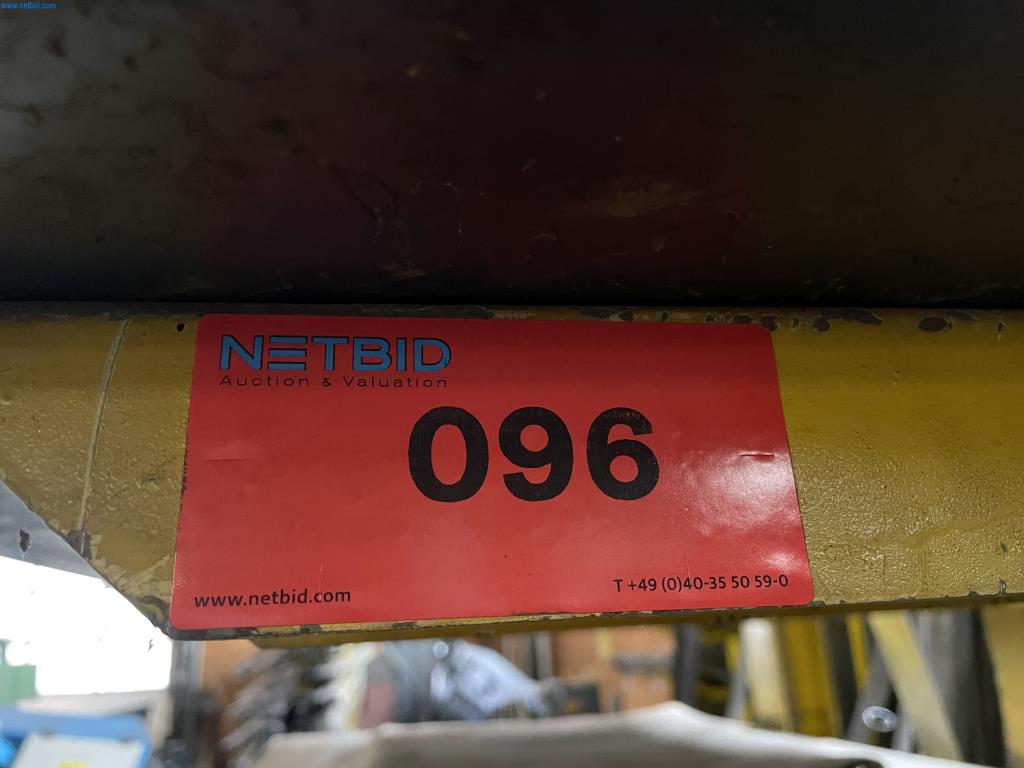 www.netbid.com
NETBID
Auction & Valuation
096
www.netbid.com
T +49 (0)40-35 50 59-0